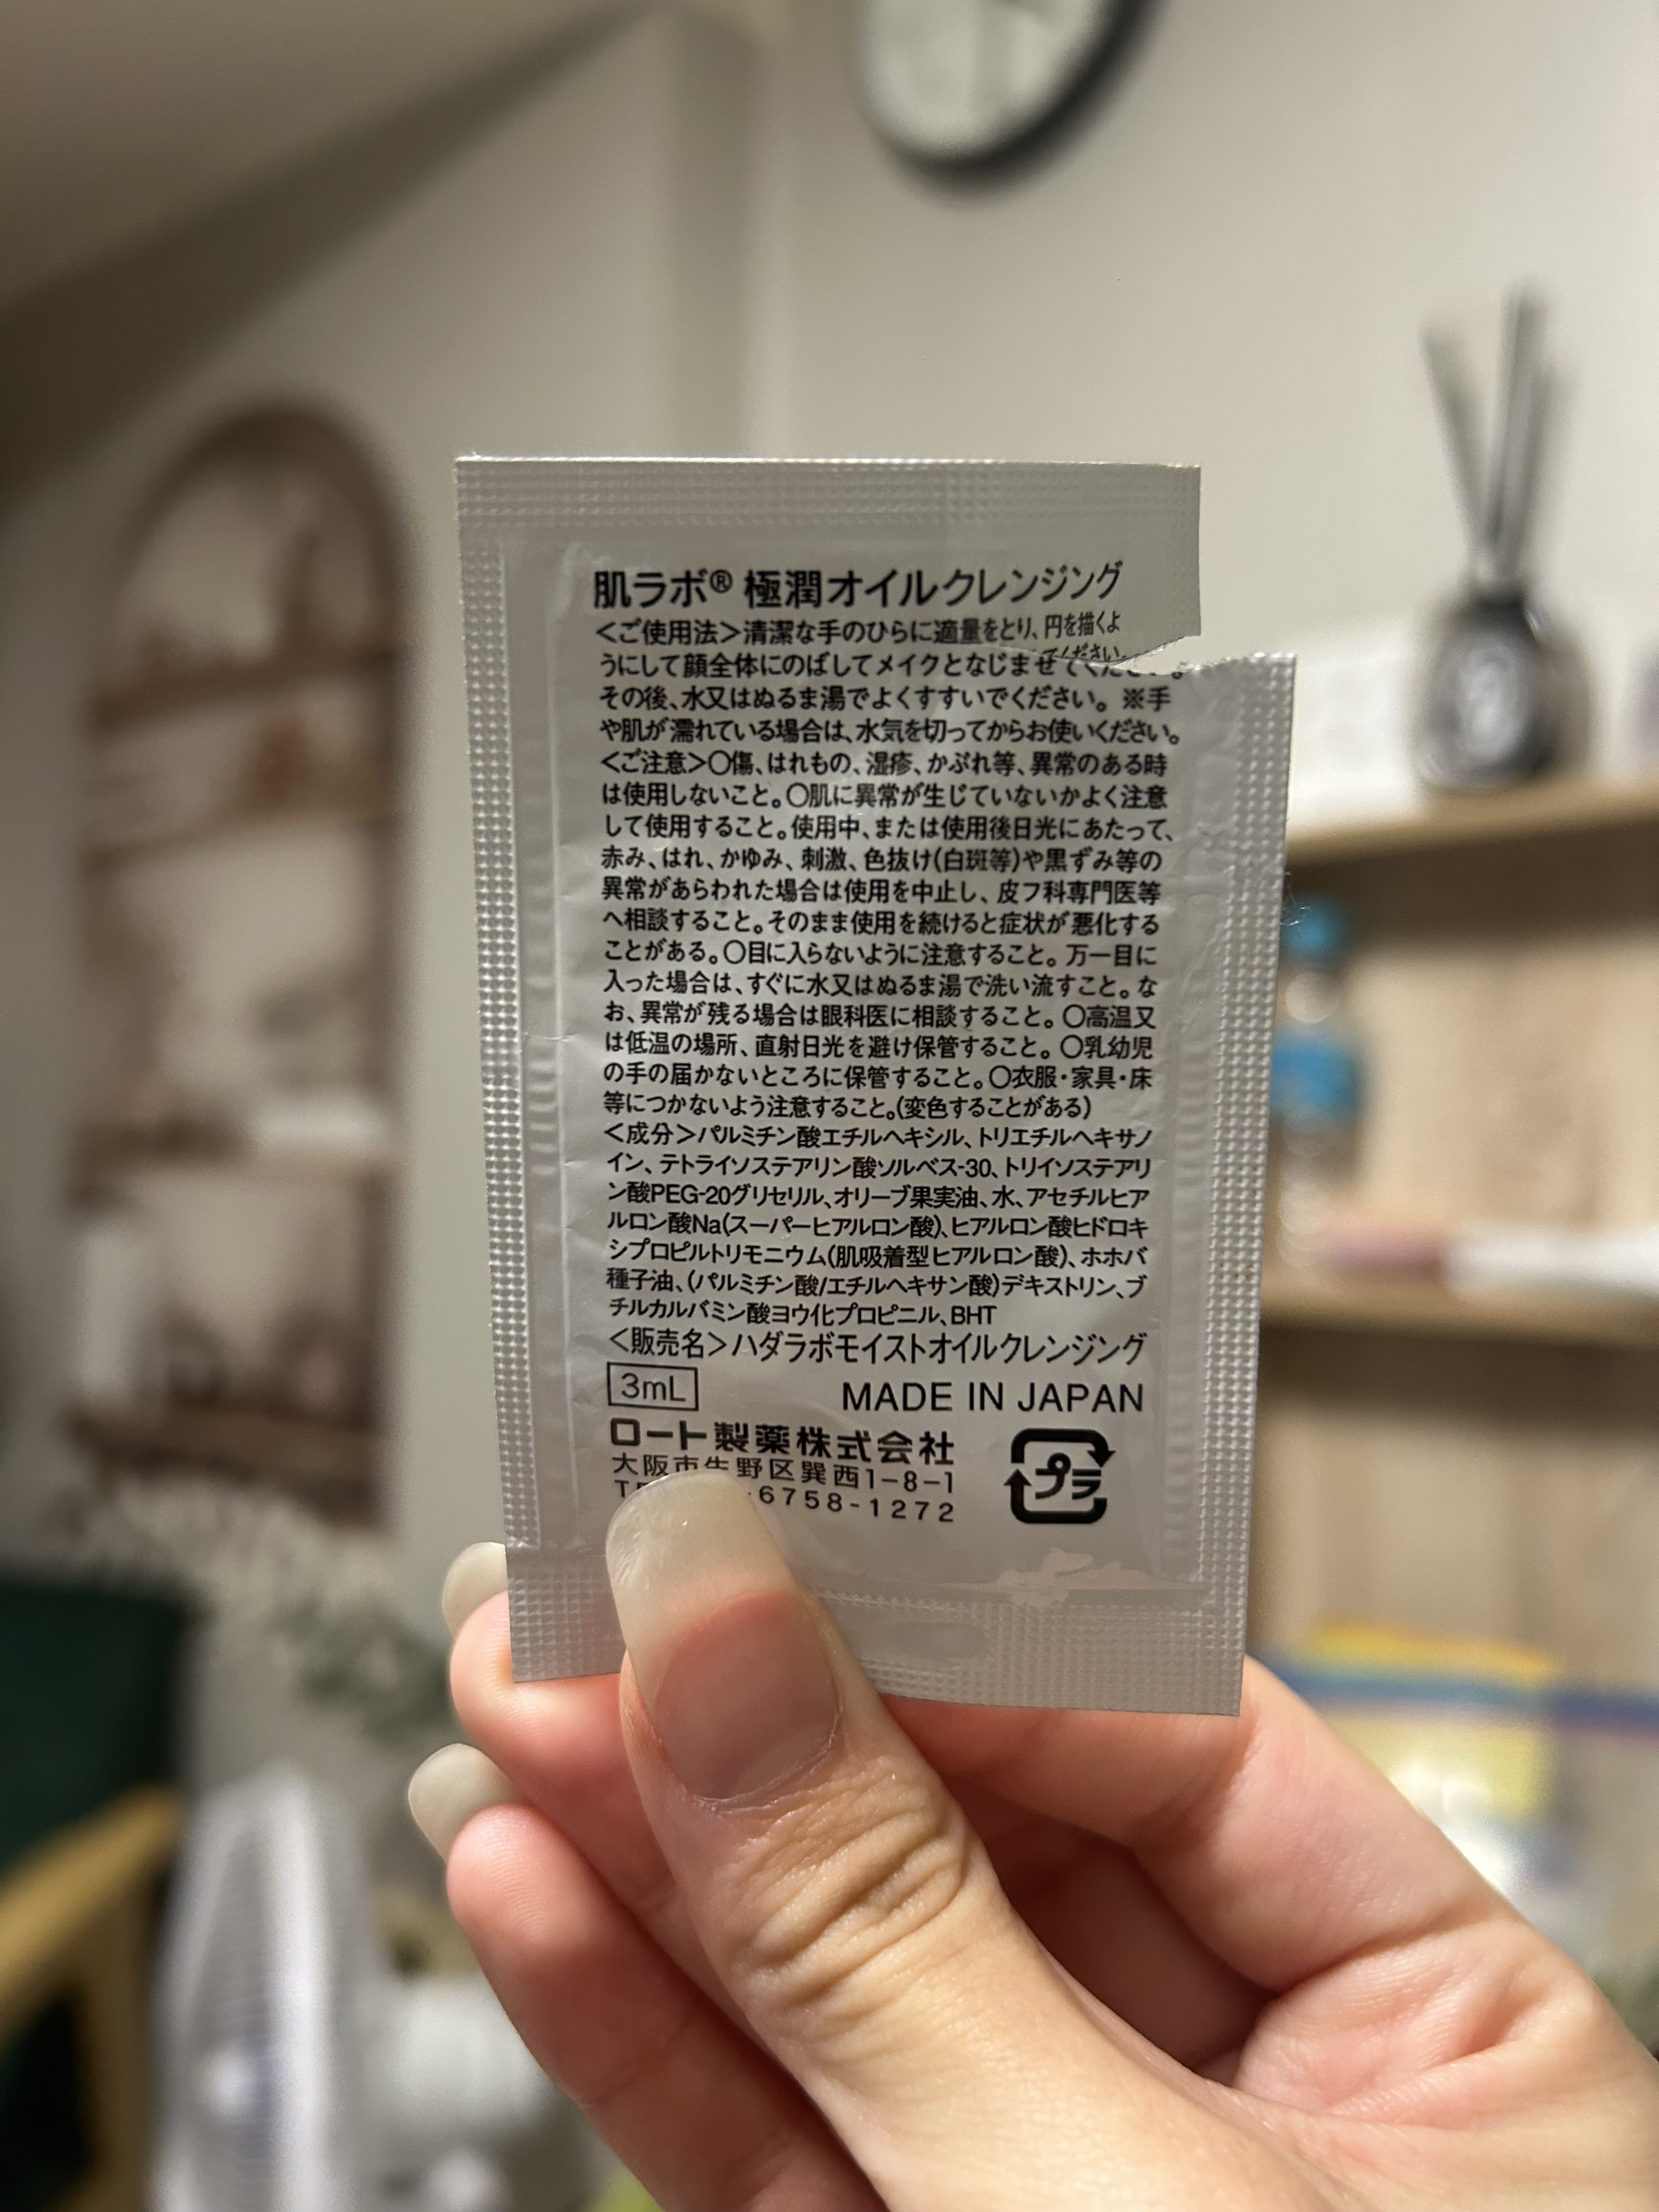 肌ラボ® 極潤オイルクレンジング
<ご使用法>清潔な手のひらに適量をとり、円を描くよ
うにして顔全体にのばしてメイクとなじませてください。
その後、水又はぬるま湯でよくすすいでください。※手
や肌が濡れている場合は、水気を切ってからお使いください。
<ご注意>○傷、はれもの、湿疹、かぶれ等、異常のある時
は使用しないこと。○肌に異常が生じていないかよく注意
して使用すること。使用中、または使用後日光にあたって、
赤み、はれ、かゆみ、刺激、色抜け(白斑等)や黒ずみ等の
異常があらわれた場合は使用を中止し、皮フ科専門医等
へ相談すること。そのまま使用を続けると症状が悪化する
ことがある。○目に入らないように注意すること。万一目に
入った場合は、すぐに水又はぬるま湯で洗い流すこと。な
お、異常が残る場合は眼科医に相談すること。○高温又
は低温の場所、直射日光を避け保管すること。○乳幼児
の手の届かないところに保管すること。○衣服・家具・床
等につかないよう注意すること。(変色することがある)
<成分>パルミチン酸エチルヘキシル、トリエチルヘキサノ
イン、テトライソステアリン酸ソルベス-30、トリイソステアリ
ン酸PEG-20グリセリル、オリーブ果実油、水、アセチルヒア
ルロン酸Na(スーパーヒアルロン酸)、ヒアルロン酸ヒドロキ
シプロピルトリモニウム(肌吸着型ヒアルロン酸)、ホホバ
種子油、(パルミチン酸/エチルヘキサン酸)デキストリン、ブ
チルカルバミン酸ヨウ化プロピニル、BHT
<販売名>ハダラボモイストオイルクレンジング
3mL MADE IN JAPAN
ロート製薬株式会社
大阪市生野区巽西1-8-1
-6758-1272
プラ